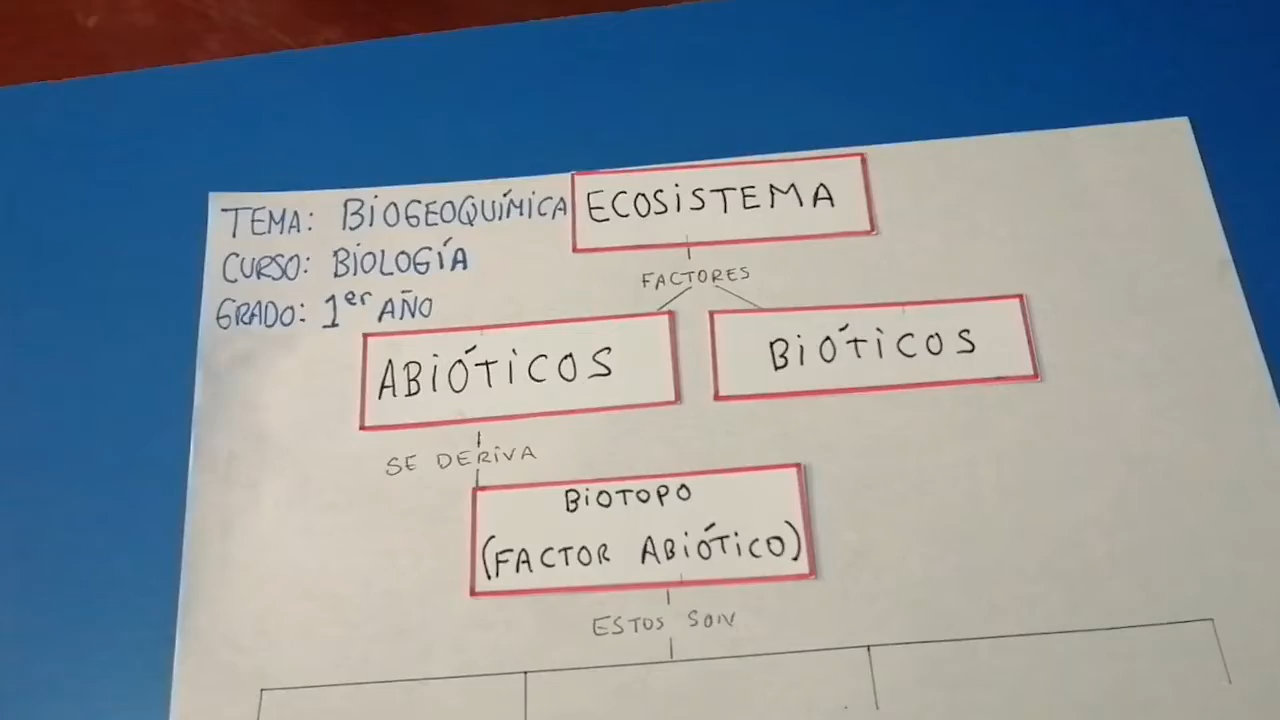 TEMA: BiOGEOQUÍMiCA
CURSO: BiOLOGÍA
GRADO: 1er AÑO
ECOSiSTEMA
FACTORES
ABiÓTiCOS
BiÓTiCOS
SE DERiVA
BiOTOPO
(FACTOR ABiÓTiCO)
ESTOS SON